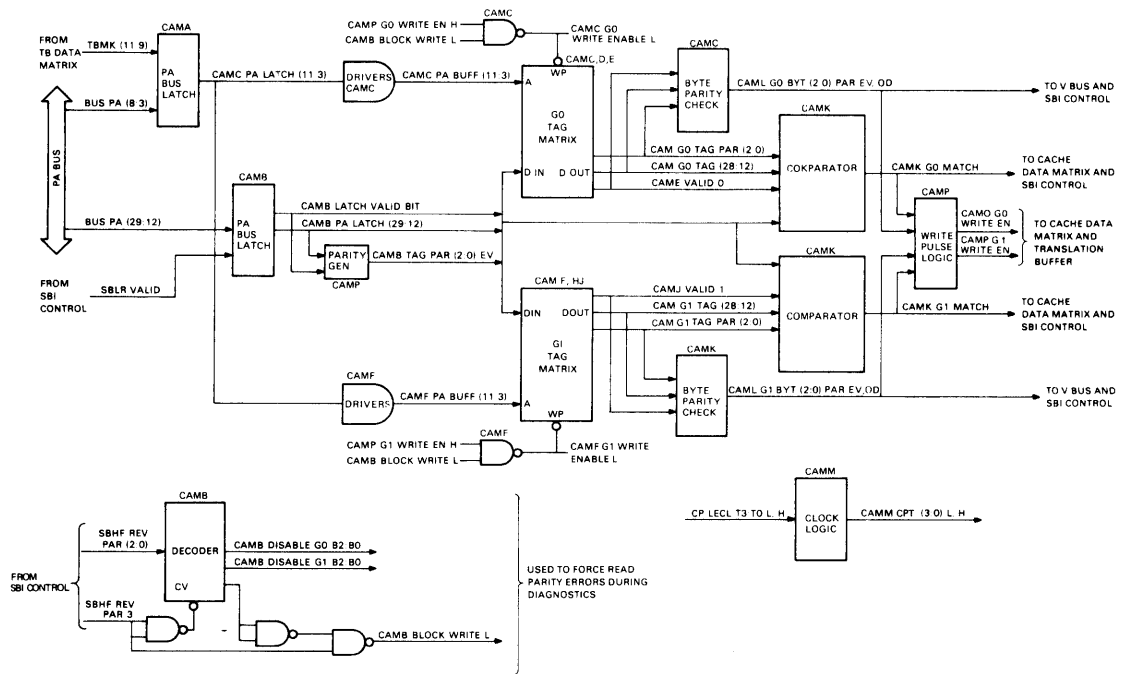 CAMA
FROM
TB DATA
MATRIX
TBMK (11:9)
PA
BUS
LATCH
BUS PA (8:3)
PA BUS
CAMC PA LATCH (11:3)
DRIVERS
CAMC
CAMC PA BUFF (11:3)
CAMP G0 WRITE EN H
CAMB BLOCK WRITE L
CAMC
CAMC G0
WRITE ENABLE L
CAMC,D,E
WP
A
G0
TAG
MATRIX
D IN
D OUT
CAMC
BYTE
PARITY
CHECK
CAML G0 BYT (2:0) PAR EV, OD
TO V BUS AND
SBI CONTROL
CAM G0 TAG PAR (2:0)
CAM G0 TAG (28:12)
CAME VALID 0
CAMK
COKPARATOR
CAMK G0 MATCH
TO CACHE
DATA MATRIX AND
SBI CONTROL
CAMB
BUS PA (29:12)
PA
BUS
LATCH
FROM
SBI
CONTROL
SBLR VALID
CAMB LATCH VALID BIT
CAMB PA LATCH (29:12)
PARITY
GEN
CAMP
CAMB TAG PAR (2:0) EV
CAMP
WRITE
PULSE
LOGIC
CAMO G0
WRITE EN
CAMP G1
WRITE EN
TO CACHE DATA
MATRIX AND
TRANSLATION
BUFFER
CAM F, HJ
DIN
DOUT
GI
TAG
MATRIX
A
WP
CAMJ VALID 1
CAM G1 TAG (28:12)
CAM G1 TAG PAR (2:0)
CAMK
COMPARATOR
CAMK G1 MATCH
TO CACHE
DATA MATRIX AND
SBI CONTROL
CAMF
DRIVERS
CAMF PA BUFF (11:3)
CAMK
BYTE
PARITY
CHECK
CAML G1 BYT (2:0) PAR EV,OD
TO V BUS AND
SBI CONTROL
CAMP G1 WRITE EN H
CAMB BLOCK WRITE L
CAMF
CAMF G1 WRITE
ENABLE L
CAMB
SBHF REV
PAR (2:0)
DECODER
CV
CAMB DISABLE G0 B2:B0
CAMB DISABLE G1 B2:B0
FROM
SBI CONTROL
SBHF REV
PAR 3
CAMB BLOCK WRITE L
USED TO FORCE READ
PARITY ERRORS DURING
DIAGNOSTICS
CAMM
CP LECL T3 TO L, H
CLOCK
LOGIC
CAMM CPT (3:0) L, H